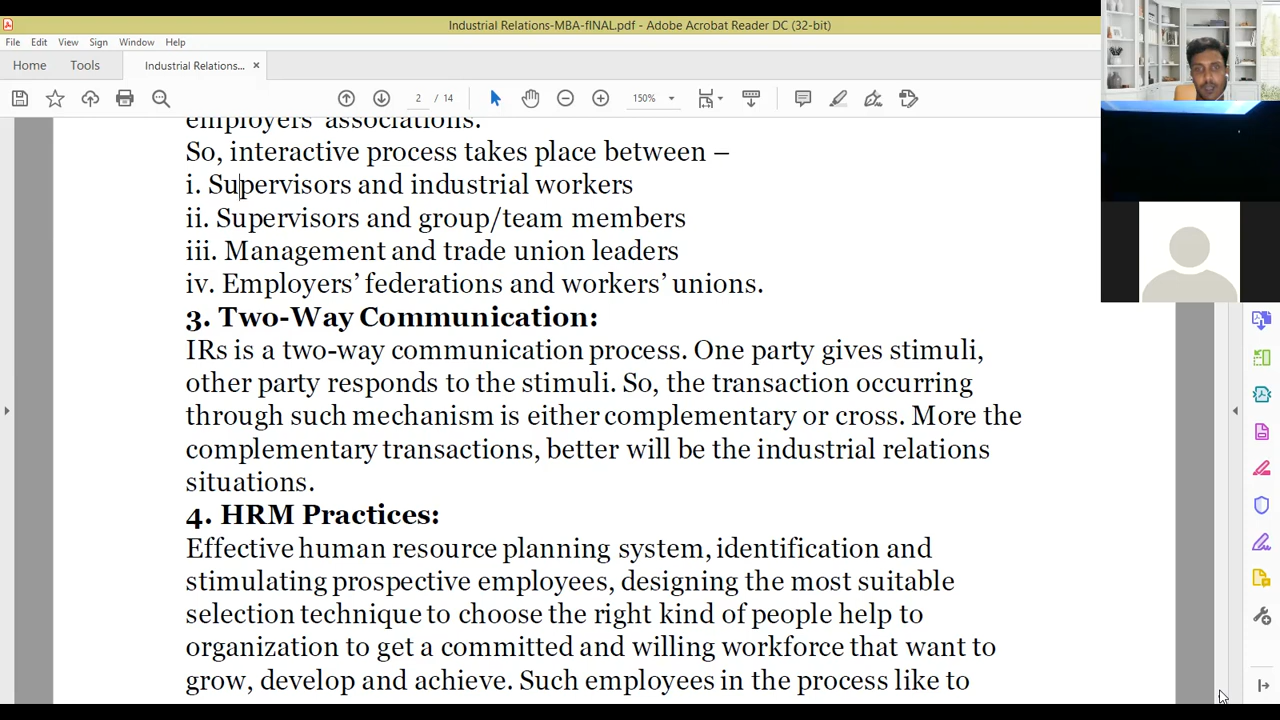 Industrial Relations-MBA-fINAL.pdf - Adobe Acrobat Reader DC (32-bit)
File Edit View Sign Window Help
Home Tools Industrial Relations... ×
2 / 14 150%
employers' associations.
So, interactive process takes place between –
i. Supervisors and industrial workers
ii. Supervisors and group/team members
iii. Management and trade union leaders
iv. Employers’ federations and workers’ unions.
3. Two-Way Communication:
IRs is a two-way communication process. One party gives stimuli,
other party responds to the stimuli. So, the transaction occurring
through such mechanism is either complementary or cross. More the
complementary transactions, better will be the industrial relations
situations.
4. HRM Practices:
Effective human resource planning system, identification and
stimulating prospective employees, designing the most suitable
selection technique to choose the right kind of people help to
organization to get a committed and willing workforce that want to
grow, develop and achieve. Such employees in the process like to